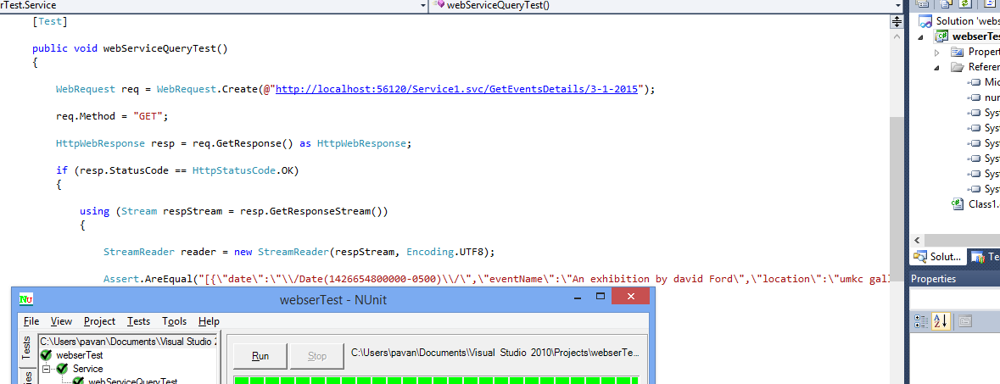 rTest.Service
webServiceQueryTest()
[Test]
public void webServiceQueryTest()
{
WebRequest req = WebRequest.Create(@"http://localhost:56120/Service1.svc/GetEventsDetails/3-1-2015");
req.Method = "GET";
HttpWebResponse resp = req.GetResponse() as HttpWebResponse;
if (resp.StatusCode == HttpStatusCode.OK)
{
using (Stream respStream = resp.GetResponseStream())
{
StreamReader reader = new StreamReader(respStream, Encoding.UTF8);
Assert.AreEqual("[{\"date\":\"\\/Date(1426654800000-0500)\\/\",\"eventName\":\"An exhibition by david Ford\",\"location\":\"umkc gall
Solution 'webs
webserTes
Propert
Referen
Mic
nun
Syst
Syst
Syst
Syst
Syst
Syst
Class1.
Solut...
Te
Properties
webserTest - NUnit
File View Project Tests Tools Help
Tests
ies
C:\Users\pavan\Documents\Visual Studio 2
webserTest
Service
webServiceQueryTest
Run
Stop
C:\Users\pavan\Documents\Visual Studio 2010\Projects\webserTe...